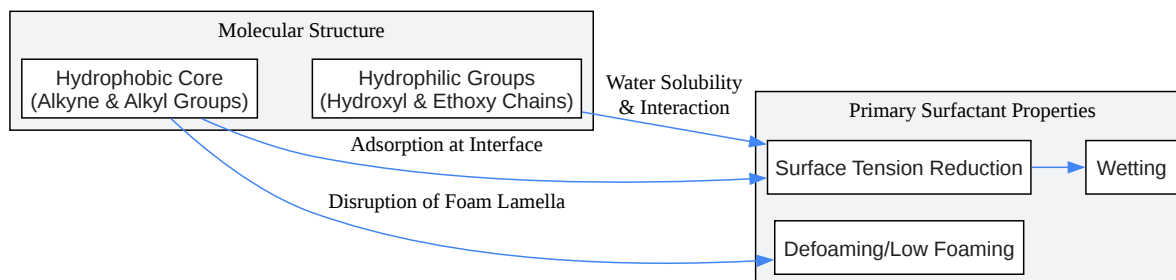 Molecular Structure
Hydrophobic Core
(Alkyne & Alkyl Groups)
Hydrophilic Groups
(Hydroxyl & Ethoxy Chains)
Water Solubility
& Interaction
Adsorption at Interface
Disruption of Foam Lamella
Primary Surfactant Properties
Surface Tension Reduction
Wetting
Defoaming/Low Foaming